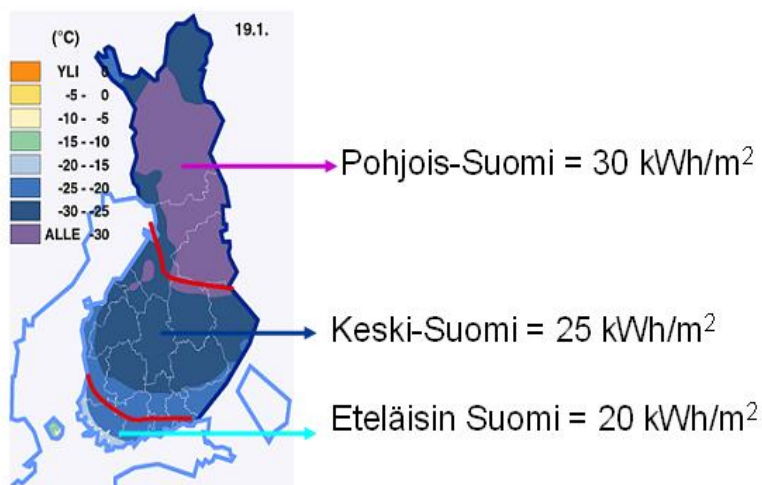 (°C)
19.1.
YLI 0
-5 - 0
-10 - -5
-15 - -10
-20 - -15
-25 - -20
-30 - -25
ALLE -30
Pohjois-Suomi = 30 kWh/m²
Keski-Suomi = 25 kWh/m²
Eteläisin Suomi = 20 kWh/m²